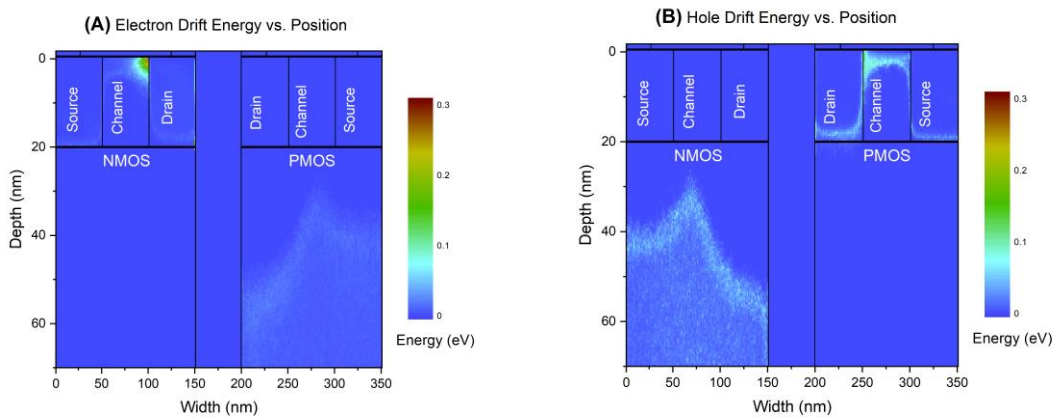 (A) Electron Drift Energy vs. Position
0
20
40
60
Depth (nm)
Source
Channel
Drain
NMOS
Drain
Channel
Source
PMOS
0 50 100 150 200 250 300 350
Width (nm)
0.3
0.2
0.1
0
Energy (eV)
(B) Hole Drift Energy vs. Position
0
20
40
60
Depth (nm)
Source
Channel
Drain
NMOS
Drain
Channel
Source
PMOS
0 50 100 150 200 250 300 350
Width (nm)
0.3
0.2
0.1
0
Energy (eV)